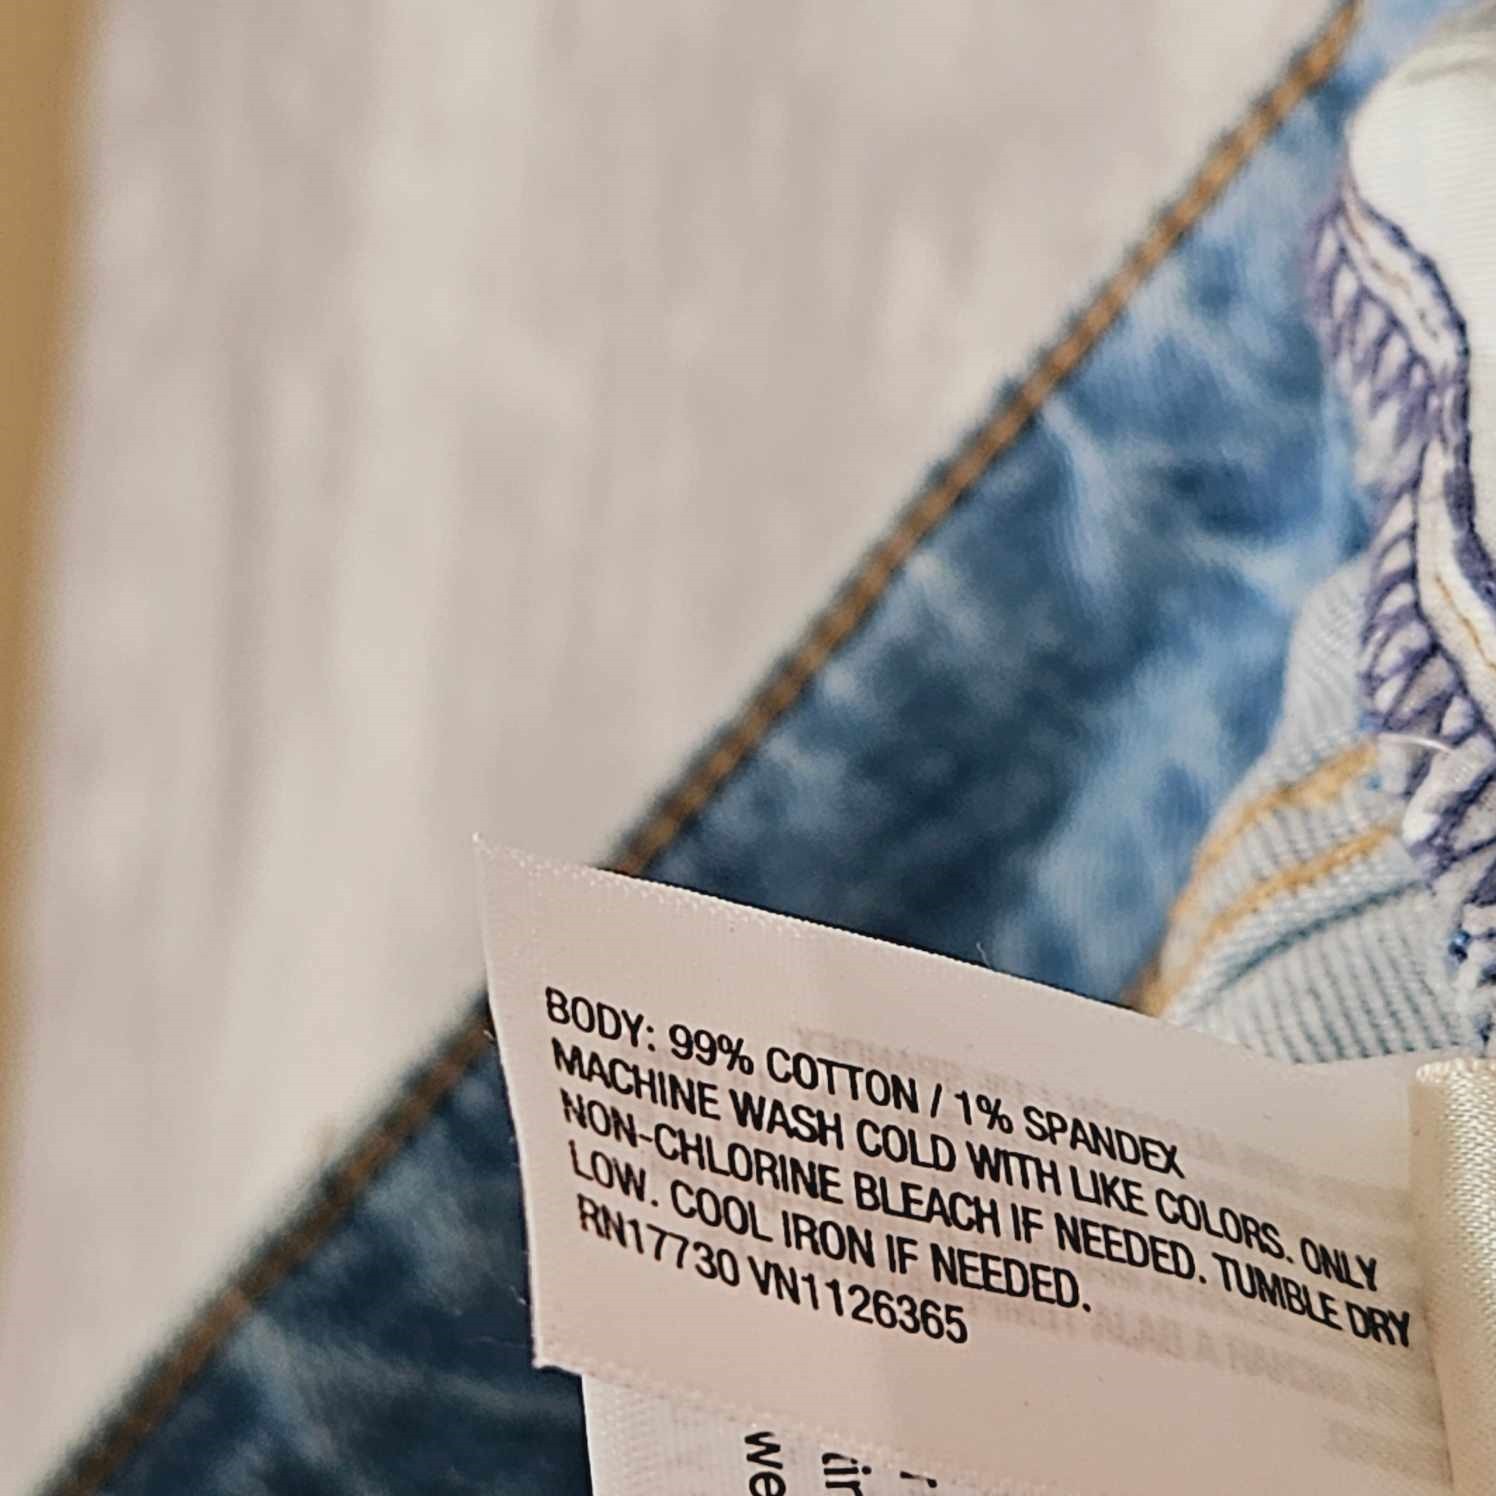 BODY: 99% COTTON / 1% SPANDEX
MACHINE WASH COLD WITH LIKE COLORS. ONLY
NON-CHLORINE BLEACH IF NEEDED. TUMBLE DRY
LOW. COOL IRON IF NEEDED.
RN17730 VN1126365
we